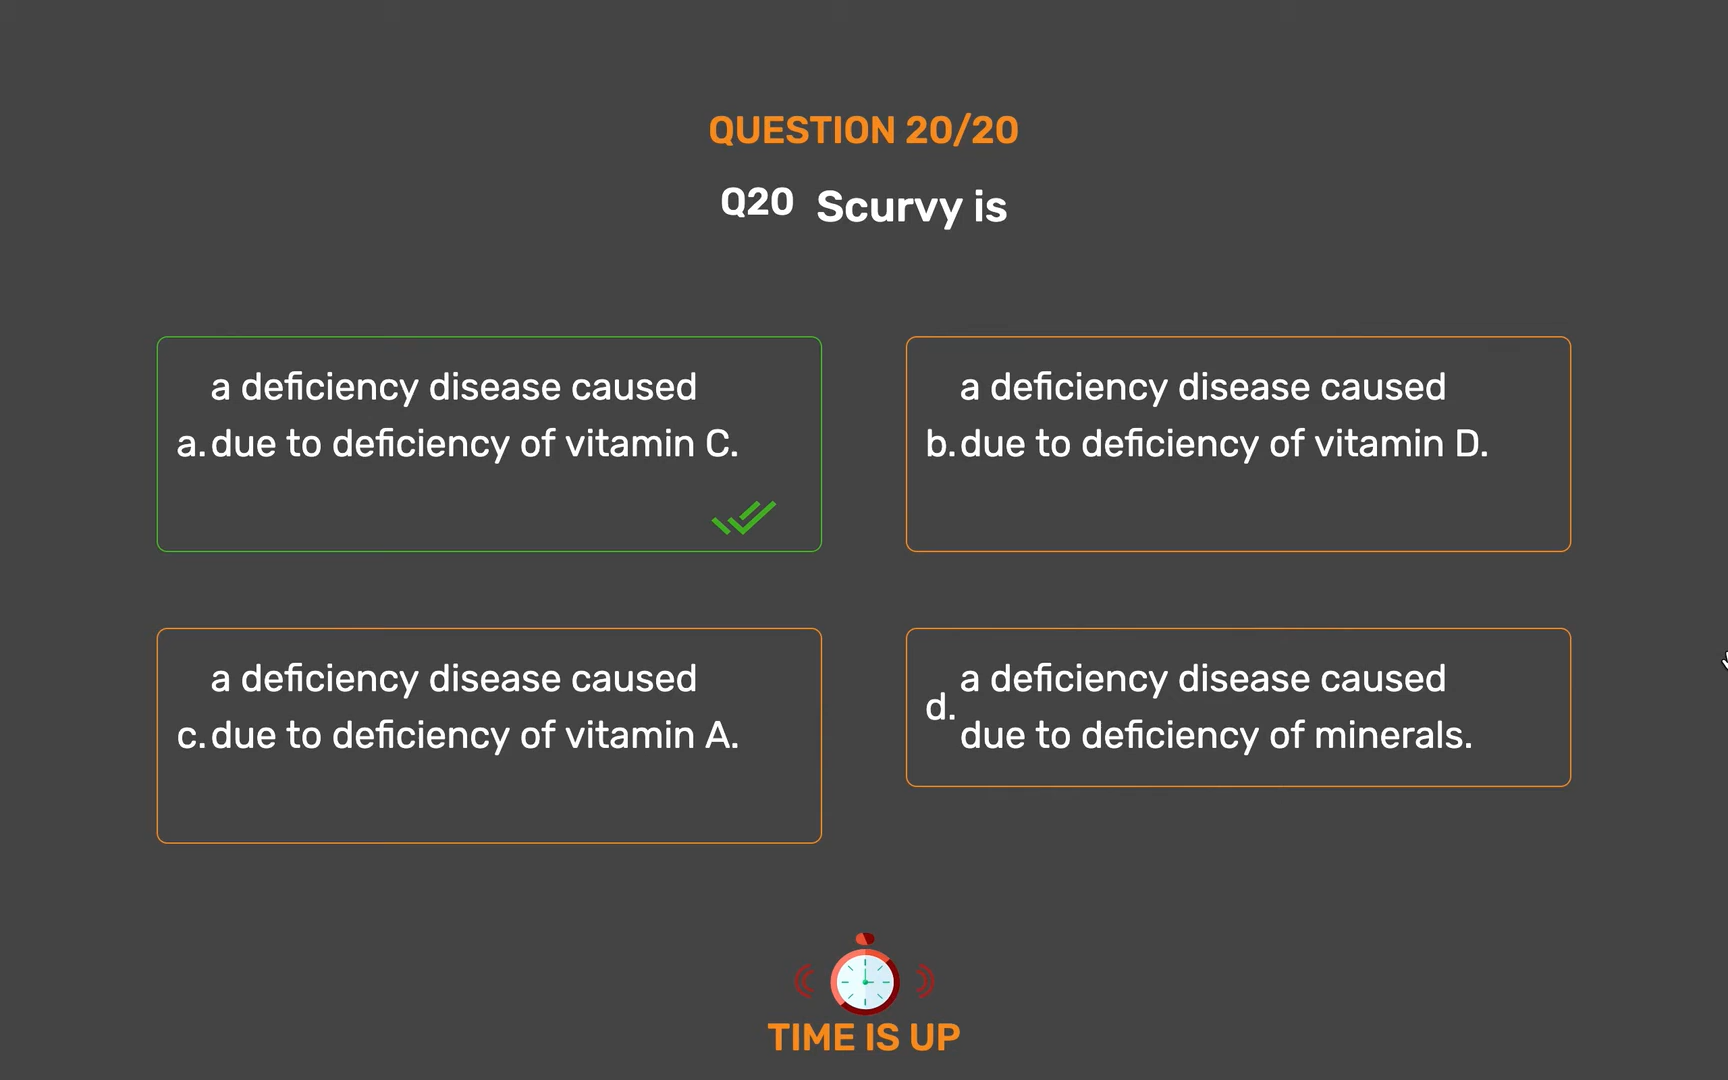 QUESTION 20/20
Q20 Scurvy is
a deficiency disease caused
a. due to deficiency of vitamin C.
a deficiency disease caused
b. due to deficiency of vitamin D.
a deficiency disease caused
c. due to deficiency of vitamin A.
a deficiency disease caused
d.
due to deficiency of minerals.
TIME IS UP